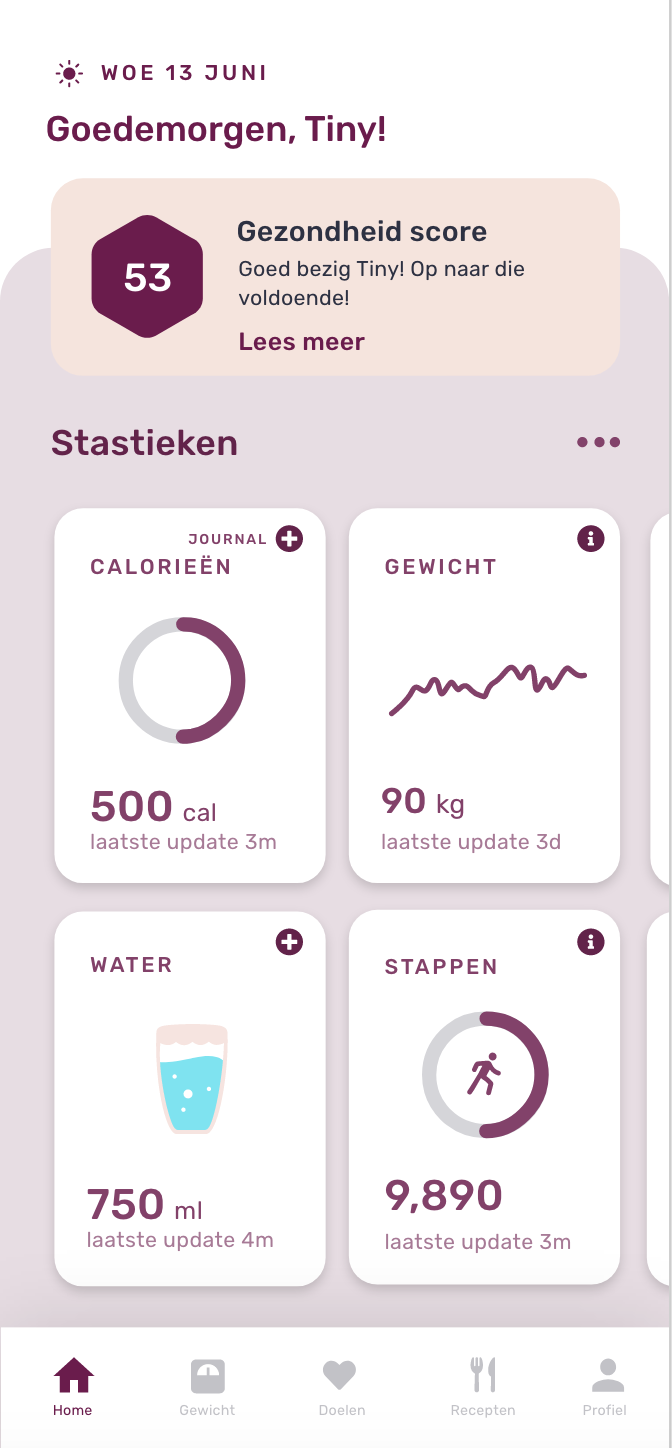 WOE 13 JUNI
Goedemorgen, Tiny!
53
Gezondheid score
Goed bezig Tiny! Op naar die
voldoende!
Lees meer
Stastieken
JOURNAL
CALORIEËN
500 cal
laatste update 3m
GEWICHT
90 kg
laatste update 3d
WATER
750 ml
laatste update 4m
STAPPEN
9,890
laatste update 3m
Home
Gewicht
Doelen
Recepten
Profiel